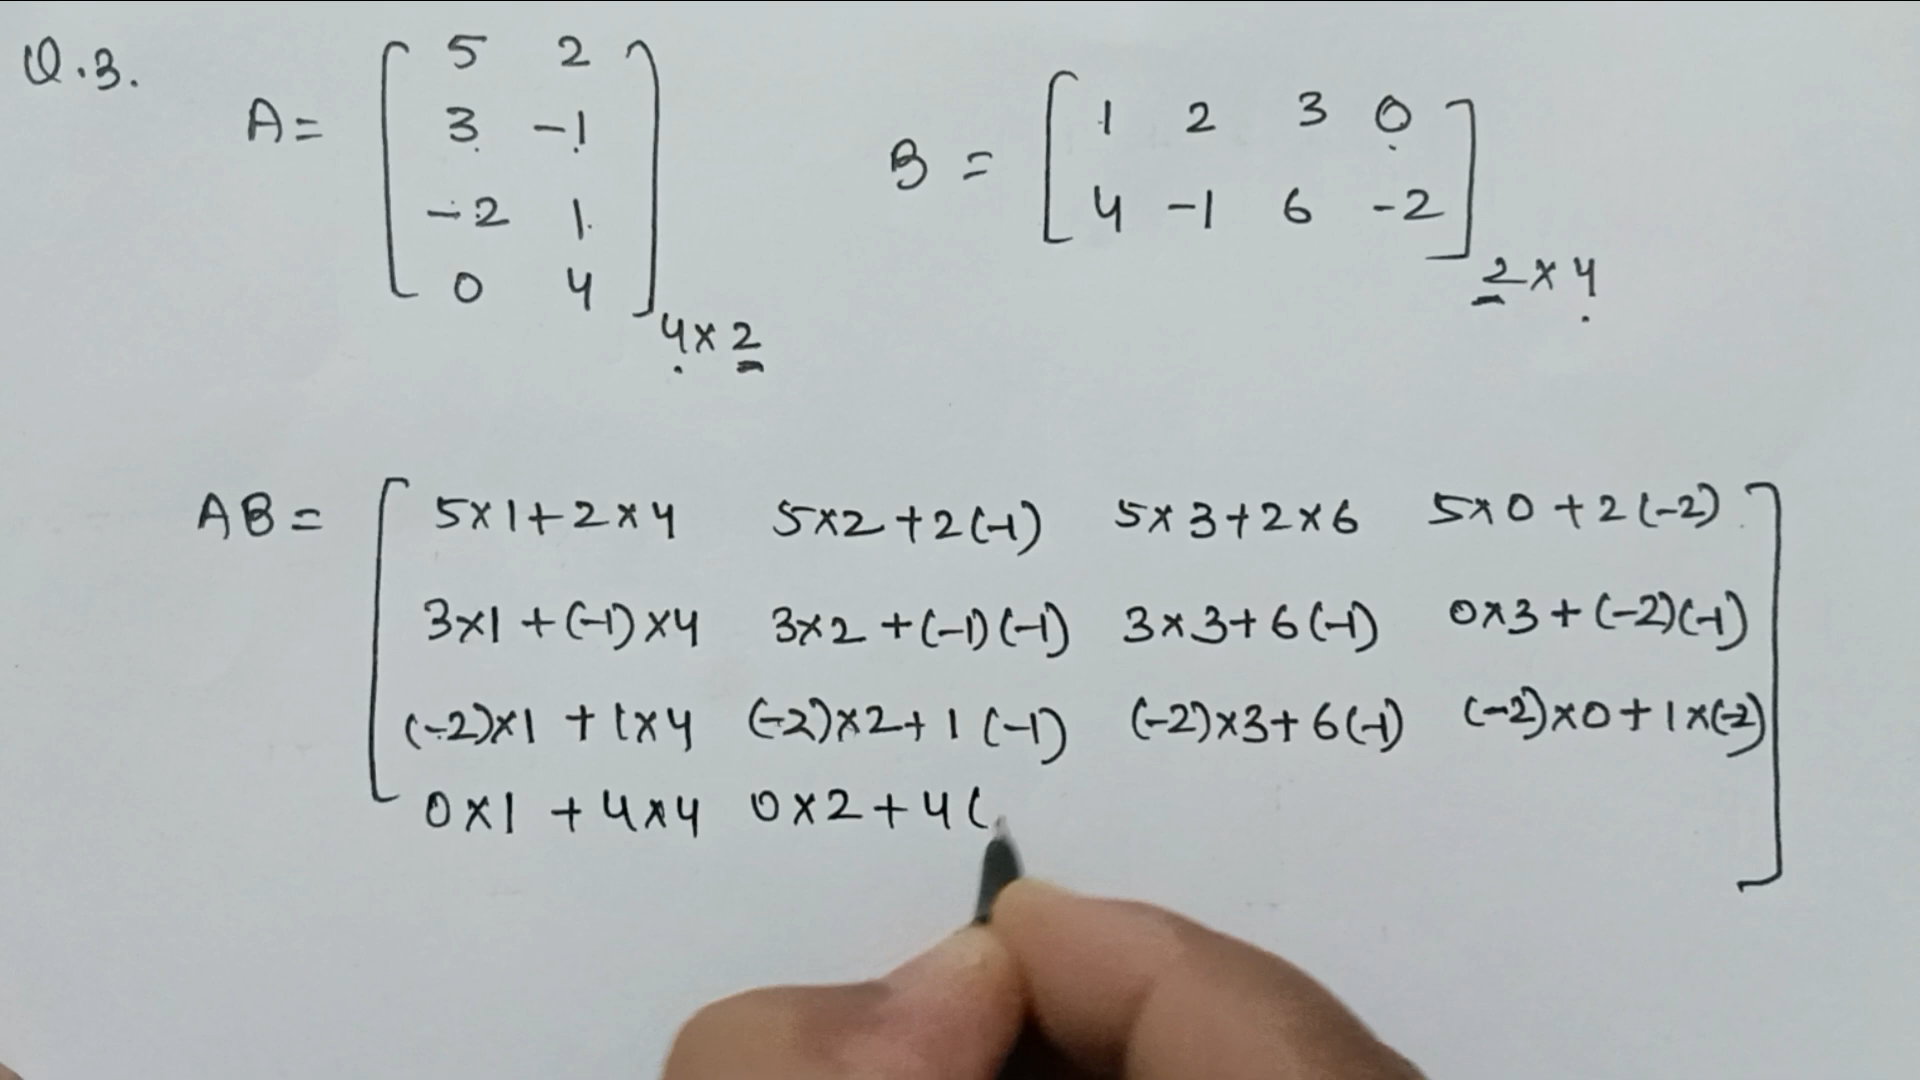 Q.3.
A = [ 5 2
3 -1
-2 1
0 4 ] 4×2
B = [ 1 2 3 0
4 -1 6 -2 ] 2×4
AB = [ 5×1+2×4 5×2+2(-1) 5×3+2×6 5×0+2(-2)
3×1+(-1)×4 3×2+(-1)(-1) 3×3+6(-1) 0×3+(-2)(-1)
(-2)×1+1×4 (-2)×2+1(-1) (-2)×3+6(-1) (-2)×0+1×(-2)
0×1+4×4 0×2+4( ]